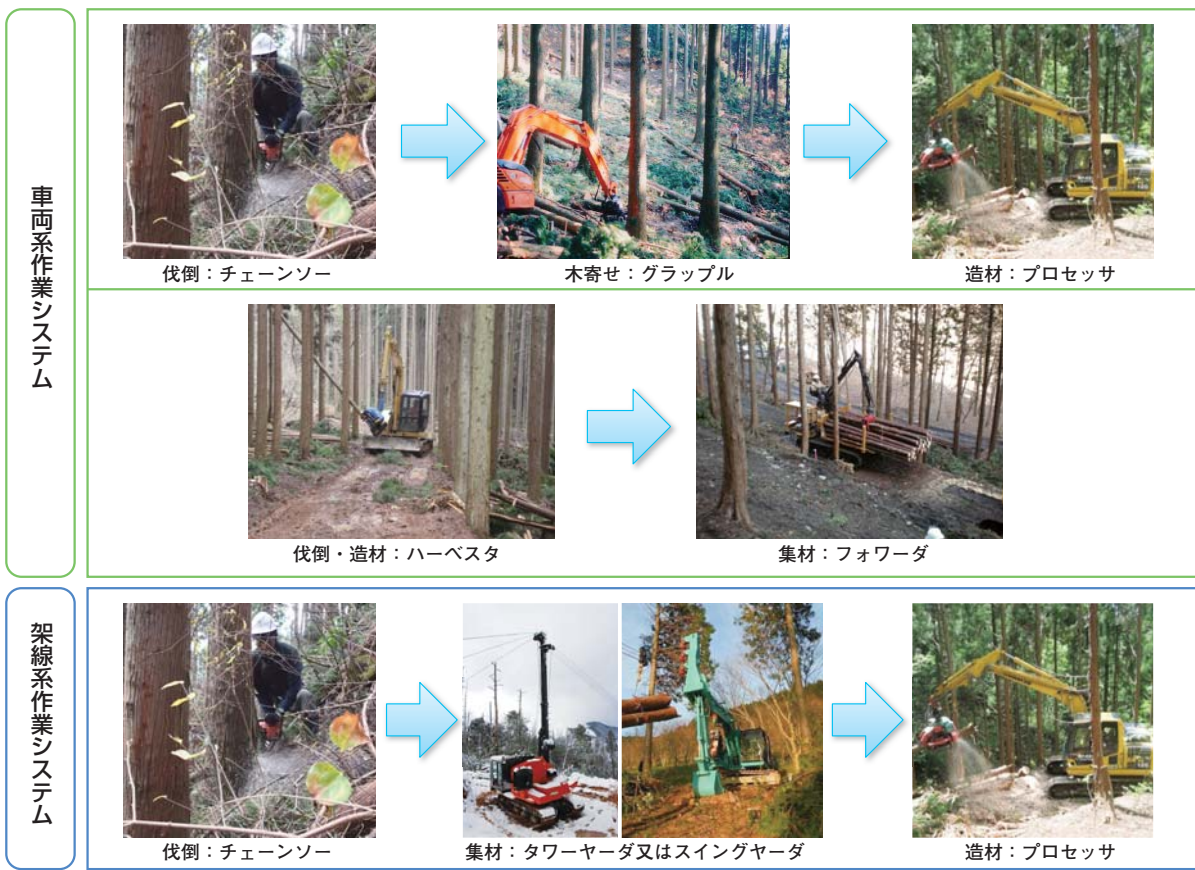 車両系作業システム
伐倒：チェーンソー
木寄せ：グラップル
造材：プロセッサ
伐倒・造材：ハーベスタ
集材：フォワーダ
架線系作業システム
伐倒：チェーンソー
集材：タワーヤーダ又はスイングヤーダ
造材：プロセッサ